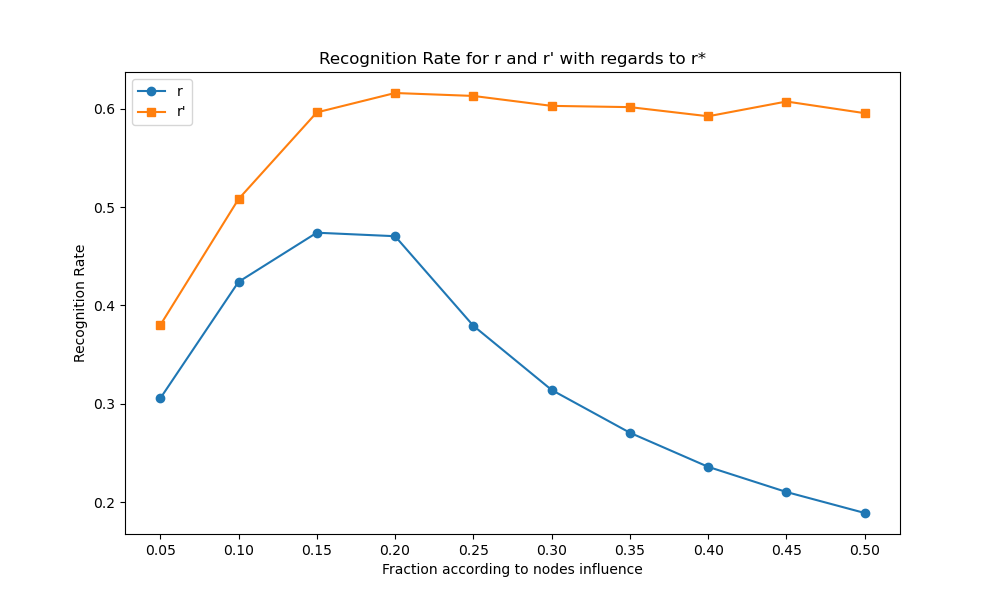 Recognition Rate for r and r' with regards to r*
r
r'
Recognition Rate
0.6
0.5
0.4
0.3
0.2
0.05 0.10 0.15 0.20 0.25 0.30 0.35 0.40 0.45 0.50
Fraction according to nodes influence